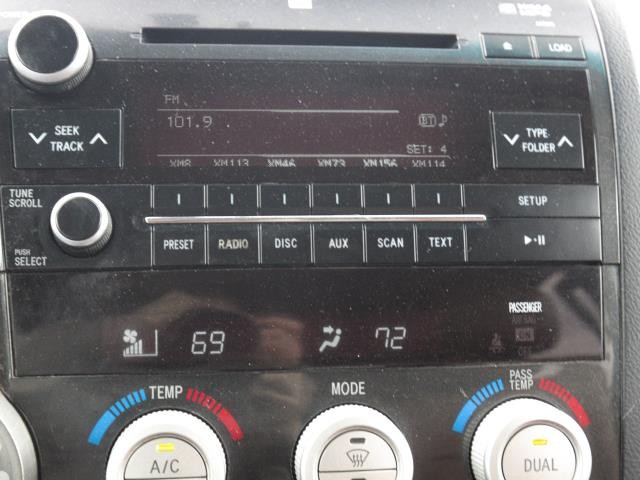 LOAD
FM
101.9
BT
SEEK
TRACK
TYPE·
FOLDER
SET: 4
XM8 XM113 XM46 XM73 XM156 XM114
TUNE
SCROLL
SETUP
PUSH
SELECT
PRESET RADIO DISC AUX SCAN TEXT
PASSENGER
69 72
TEMP MODE PASS
TEMP
A/C DUAL